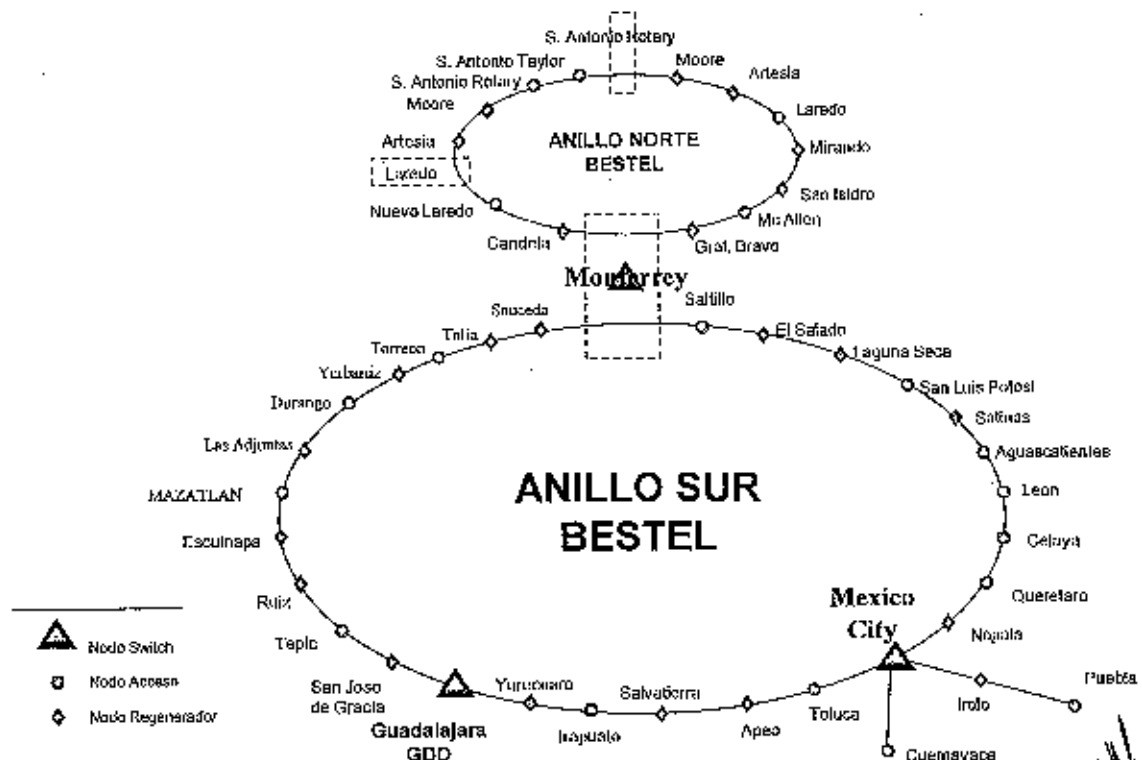 S. Antonio Rotary
S. Antonio Taylor
Moore
S. Antonio Rotary
Artesia
Moore
Laredo
Artesia
ANILLO NORTE
BESTEL
Mirando
Laredo
San Isidro
Nuevo Laredo
Mc Allen
Candela
Gral. Bravo
Monterrey
Saltillo
El Salado
Laguna Seca
Torreon
Yerbaniz
San Luis Potosi
Durango
Salinas
Las Adjuntas
Aguascalientes
MAZATLAN
ANILLO SUR
BESTEL
Leon
Escuinapa
Celaya
Ruiz
Queretaro
Mexico
City
Nopala
Nodo Switch
Tepic
Nodo Acceso
San Jose
de Gracia
Yurecuaro
Salvatierra
Puebla
Nodo Regenerador
Guadalajara
GDD
Irapuato
Apeo
Toluca
Irolo
Cuernavaca